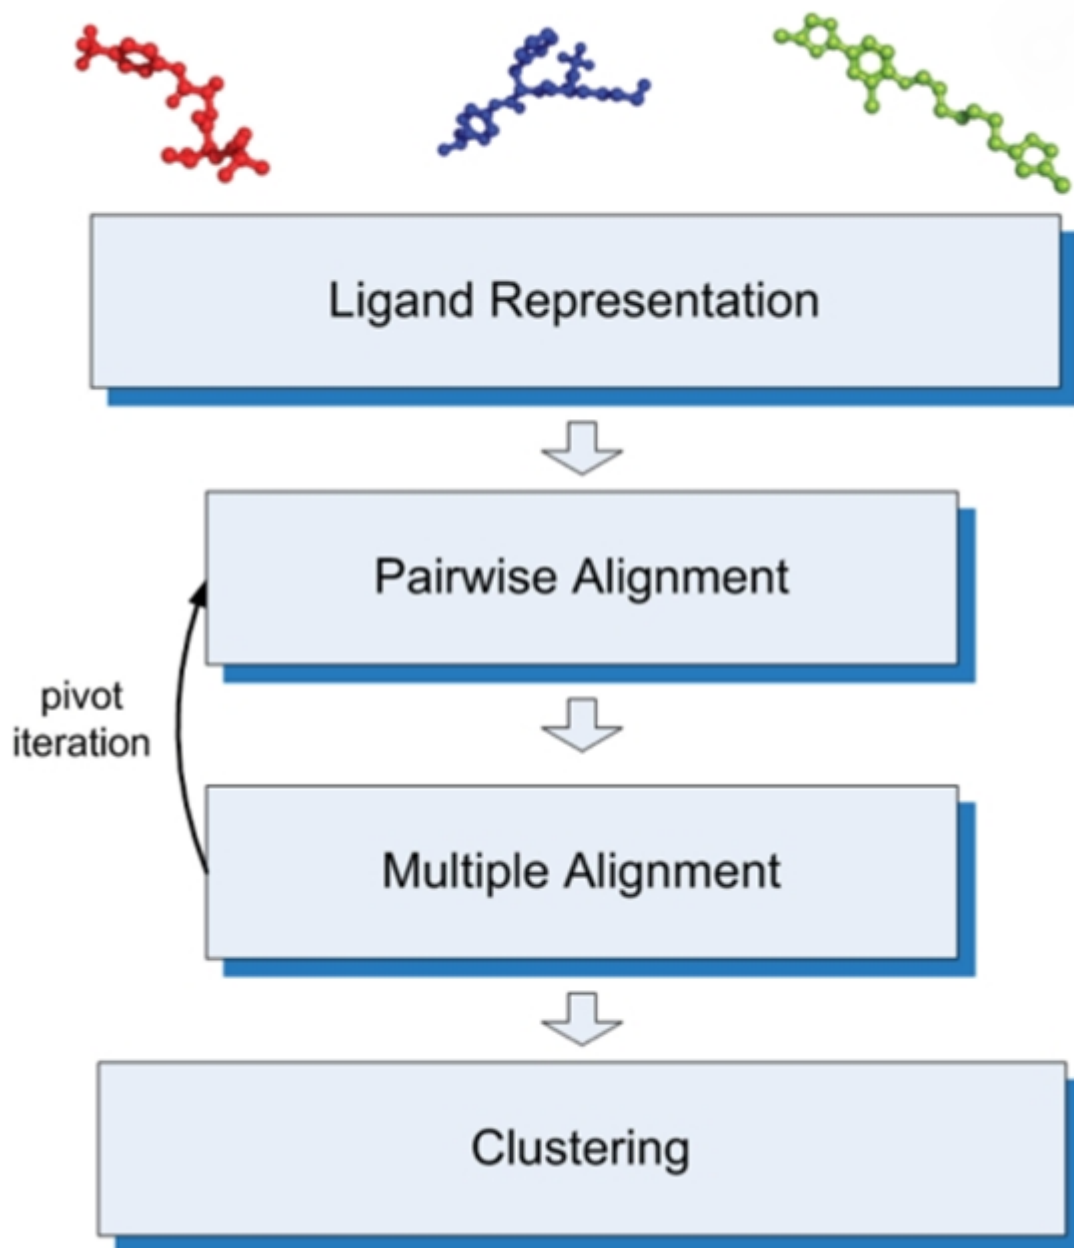 Ligand Representation
Pairwise Alignment
pivot
iteration
Multiple Alignment
Clustering